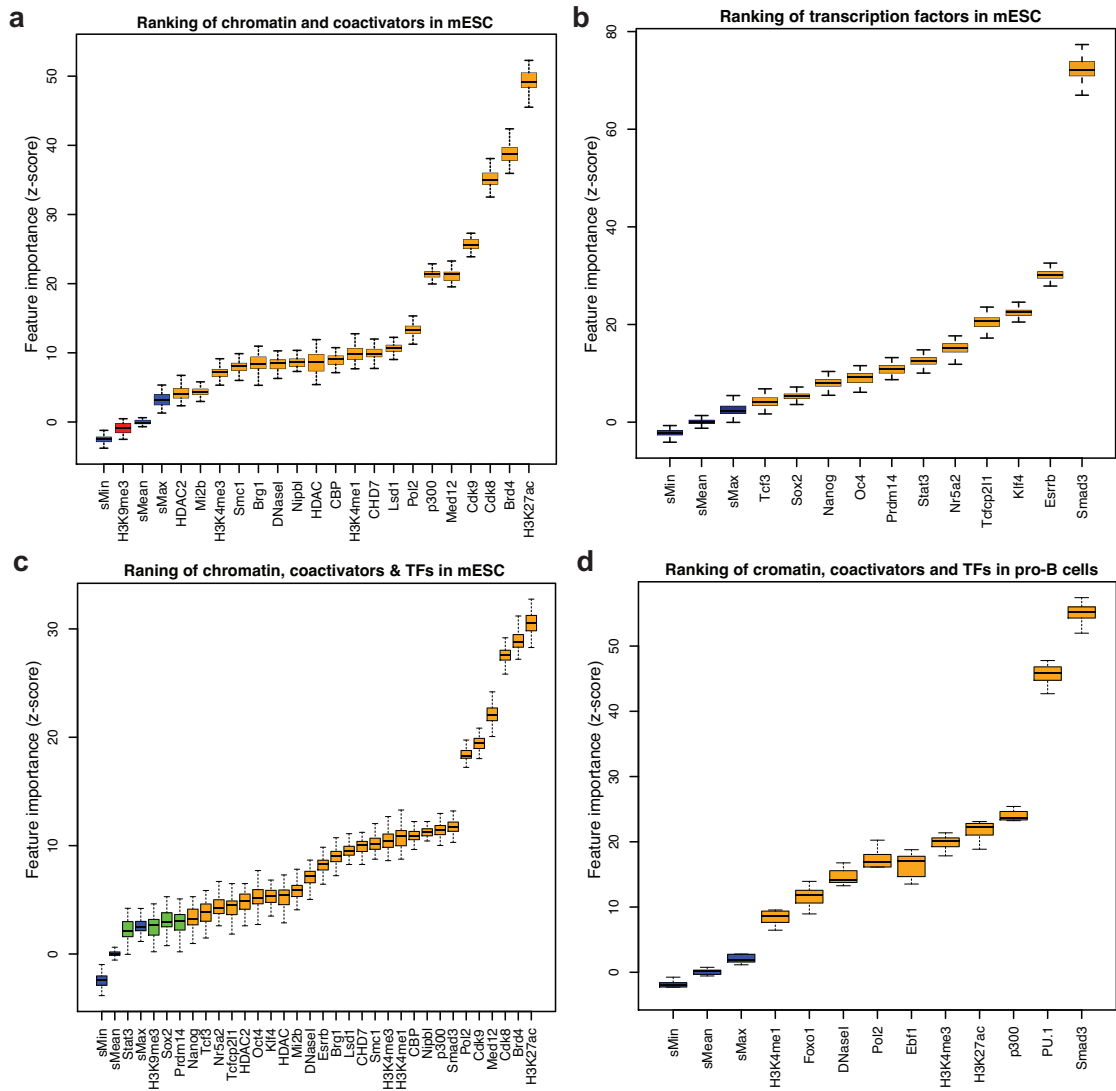 a
Ranking of chromatin and coactivators in mESC
Feature importance (z-score)
0
10
20
30
40
50
sMin
H3K9me3
sMean
sMax
HDAC2
Mi2b
H3K4me3
Smc1
Brg1
DNaseI
Nipbl
HDAC
CBP
H3K4me1
CHD7
Lsd1
Pol2
p300
Med12
Cdk9
Cdk8
Brd4
H3K27ac
b
Ranking of transcription factors in mESC
Feature importance (z-score)
0
20
40
60
80
sMin
sMean
sMax
Tcf3
Sox2
Nanog
Oc4
Prdm14
Stat3
Nr5a2
Tcfcp2l1
Klf4
Esrrb
Smad3
c
Raning of chromatin, coactivators & TFs in mESC
Feature importance (z-score)
0
10
20
30
sMin
sMean
Stat3
sMax
H3K9me3
Sox2
Prdm14
Nanog
Tcf3
Nr5a2
Tcfcp2l1
HDAC2
Oct4
Klf4
HDAC
Mi2b
DNaseI
Esrrb
Brg1
Lsd1
CHD7
Smc1
H3K4me3
H3K4me1
CBP
Nipbl
p300
Smad3
Pol2
Cdk9
Med12
Cdk8
Brd4
H3K27ac
d
Ranking of cromatin, coactivators and TFs in pro-B cells
Feature importance (z-score)
0
10
20
30
40
50
sMin
sMean
sMax
H3K4me1
Foxo1
DNaseI
Pol2
Ebf1
H3K4me3
H3K27ac
p300
PU.1
Smad3